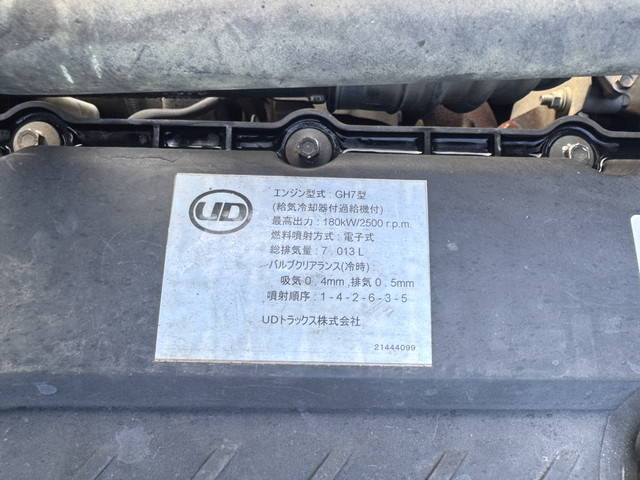 UD
エンジン型式 : GH7型
(給気冷却器付過給機付)
最高出力 : 180kW/2500 r.p.m
燃料噴射方式 : 電子式
総排気量 : 7.013 L
バルブクリアランス(冷時) :
吸気0.4mm,排気0.5mm
噴射順序 : 1-4-2-6-3-5
UDトラックス株式会社
21444099